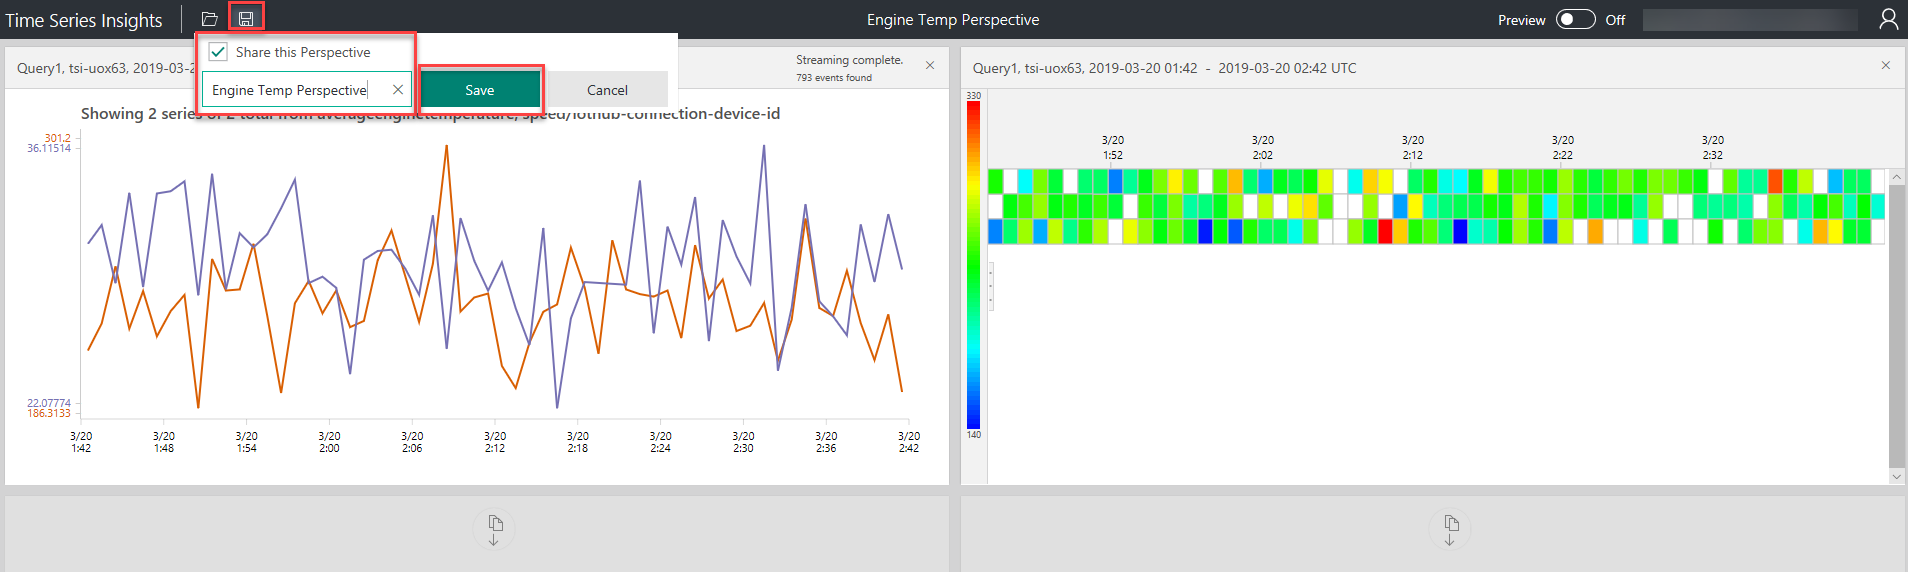 Time Series Insights
Engine Temp Perspective
Preview
Off
Share this Perspective
Engine Temp Perspective
Save
Cancel
Query1, tsi-uox63, 2019-03-2
Streaming complete.
793 events found
Showing 2 series of 2 total from averageenginetemperature, speed/iothub-connection-device-id
301.2
36.11514
22.07774
186.3133
3/20 3/20 3/20 3/20 3/20 3/20 3/20 3/20 3/20 3/20 3/20
1:42 1:48 1:54 2:00 2:06 2:12 2:18 2:24 2:30 2:36 2:42
Query1, tsi-uox63, 2019-03-20 01:42 - 2019-03-20 02:42 UTC
330
3/20 3/20 3/20 3/20 3/20
1:52 2:02 2:12 2:22 2:32
140